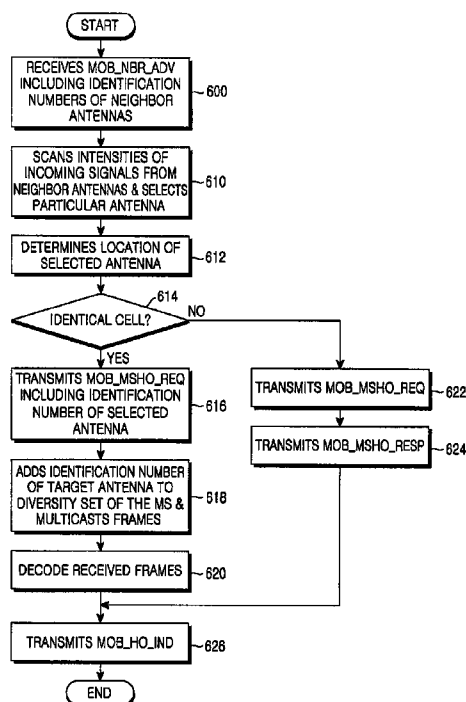 START
RECEIVES MOB_NBR_ADV
INCLUDING IDENTIFICATION
NUMBERS OF NEIGHBOR
ANTENNAS
600
SCANS INTENSITIES OF
INCOMING SIGNALS FROM
NEIGHBOR ANTENNAS & SELECTS
PARTICULAR ANTENNA
610
DETERMINES LOCATION OF
SELECTED ANTENNA
612
614
IDENTICAL CELL?
NO
YES
TRANSMITS MOB_MSHO_REQ
INCLUDING IDENTIFICATION
NUMBER OF SELECTED
ANTENNA
616
TRANSMITS MOB_MSHO_REQ
622
TRANSMITS MOB_MSHO_RESP
624
ADDS IDENTIFICATION NUMBER
OF TARGET ANTENNA TO
DIVERSITY SET OF THE MS &
MULTICASTS FRAMES
618
DECODE RECEIVED FRAMES
620
TRANSMITS MOB_HO_IND
626
END